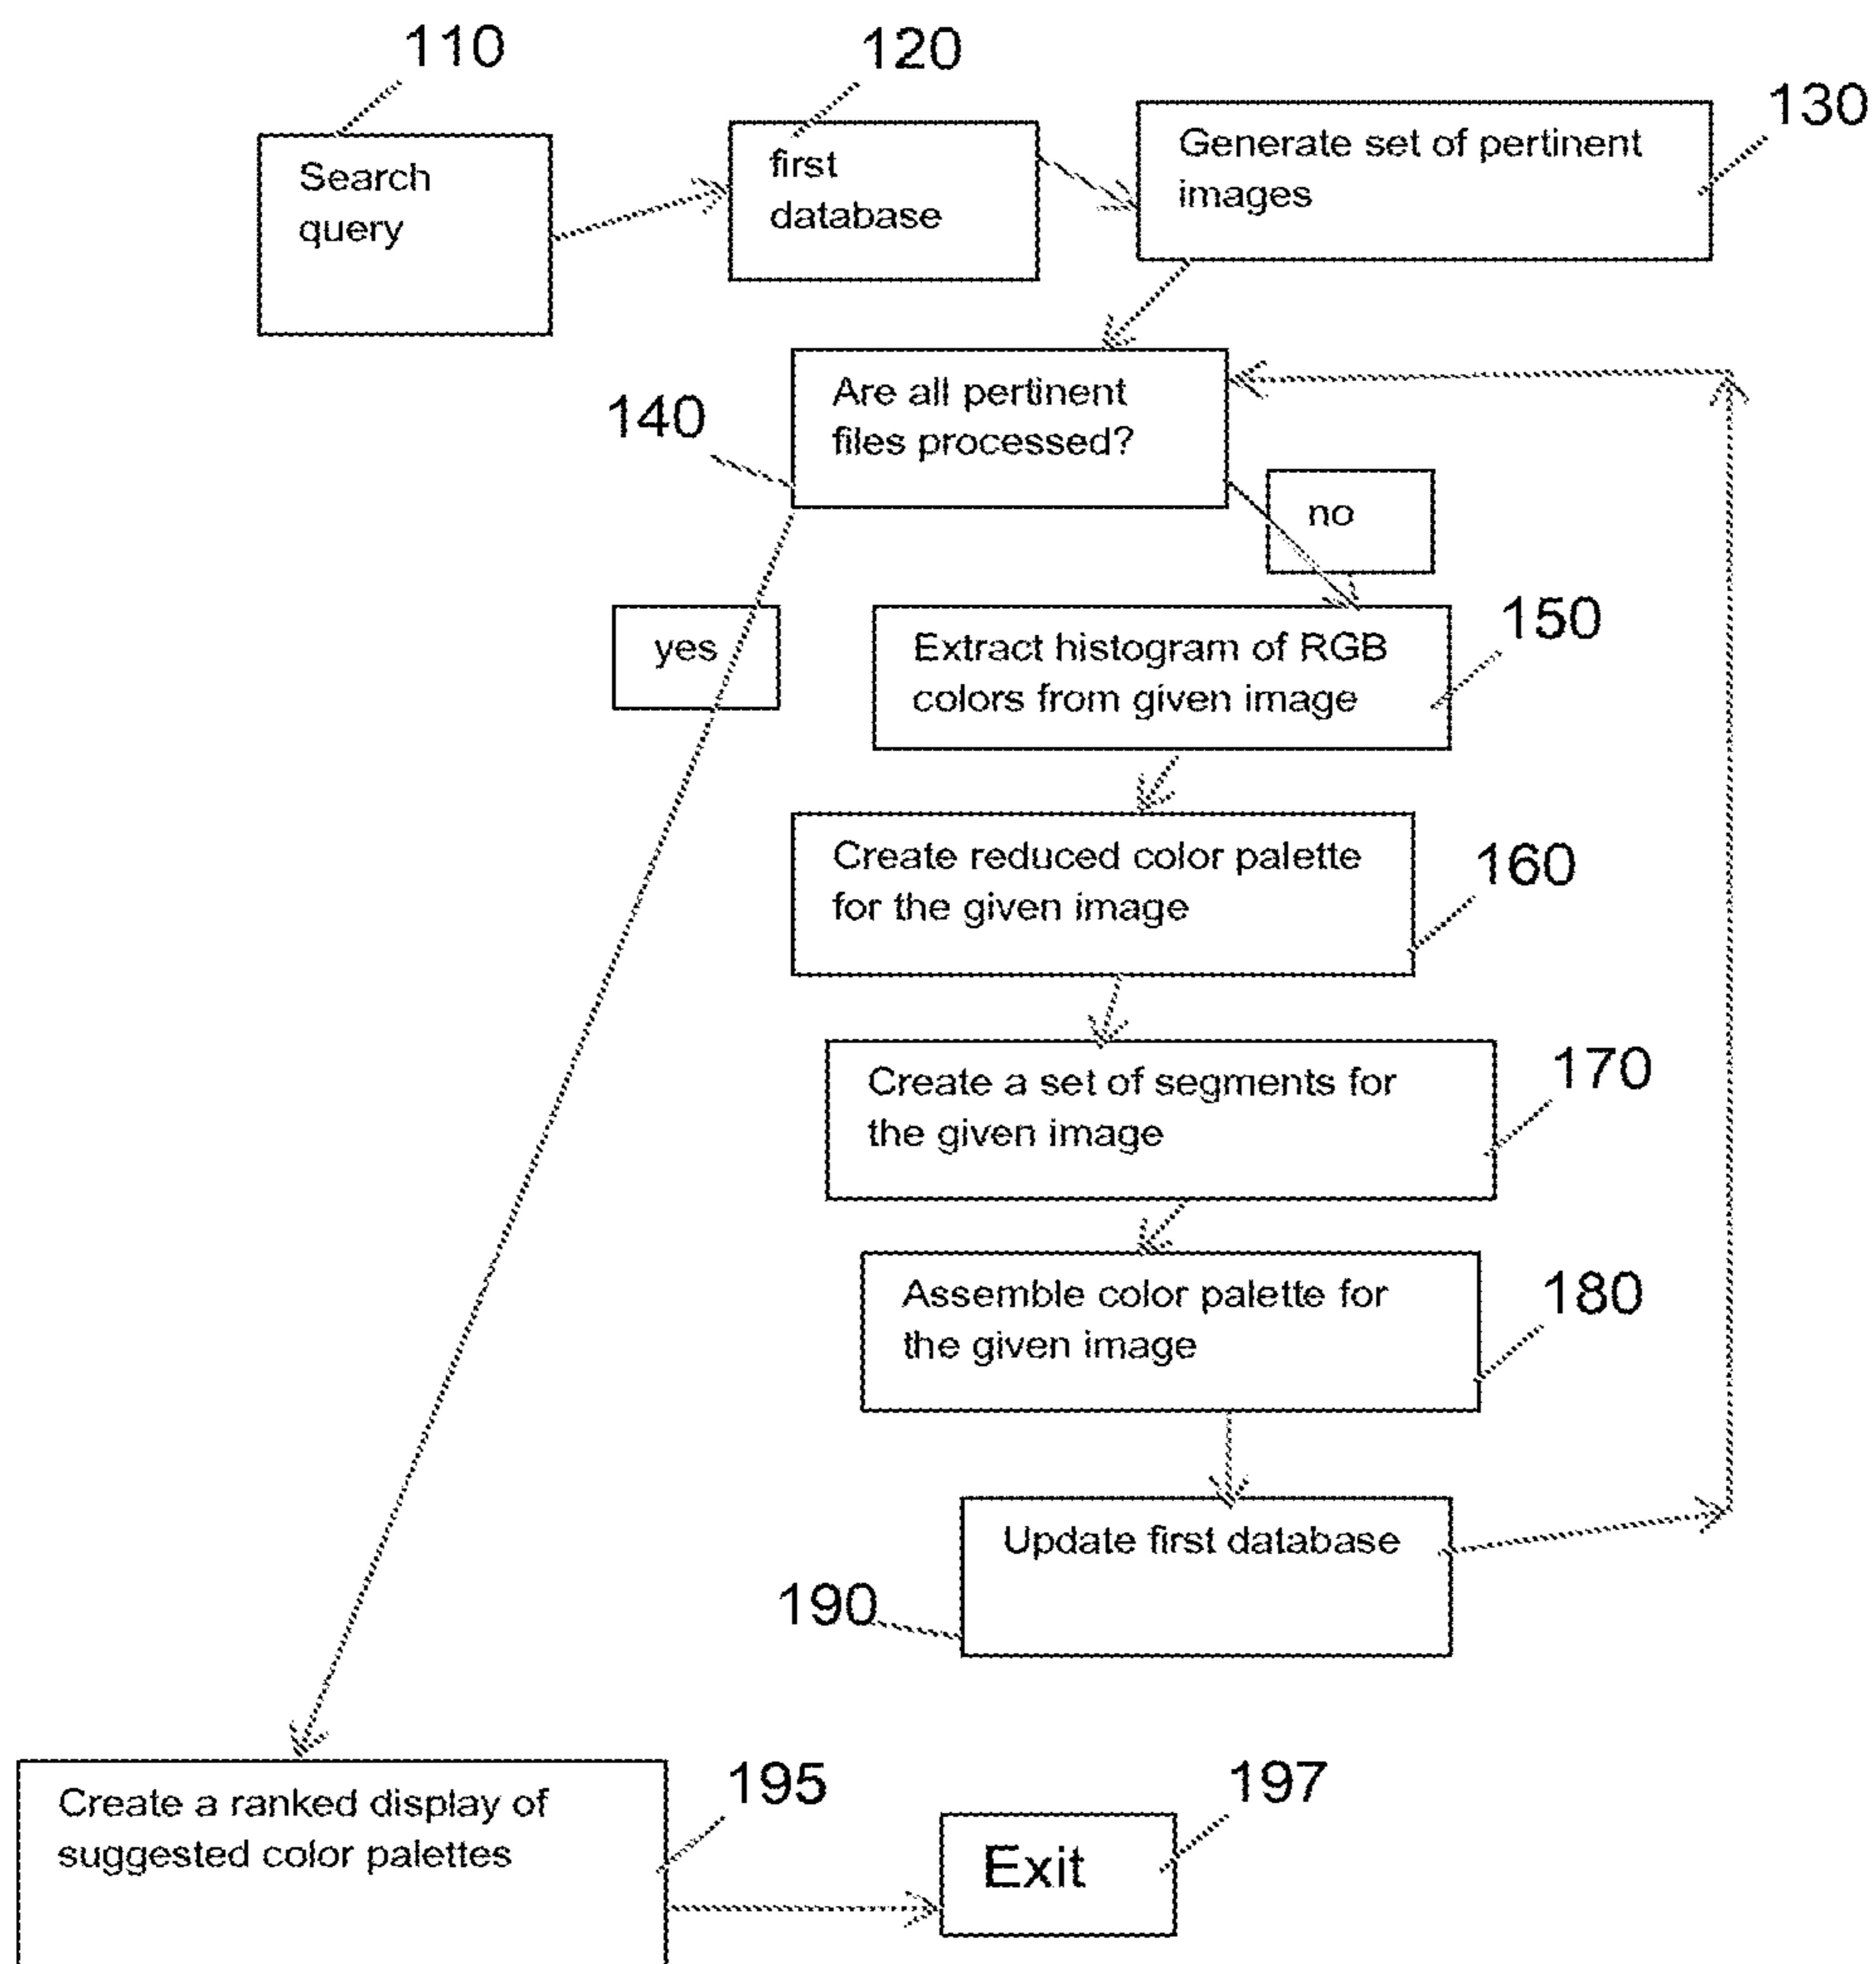 110
120
130
Search
query
first
database
Generate set of pertinent
images
140
Are all pertinent
files processed?
no
yes
150
Extract histogram of RGB
colors from given image
160
Create reduced color palette
for the given image
170
Create a set of segments for
the given image
180
Assemble color palette for
the given image
190
Update first database
195
Create a ranked display of
suggested color palettes
197
Exit